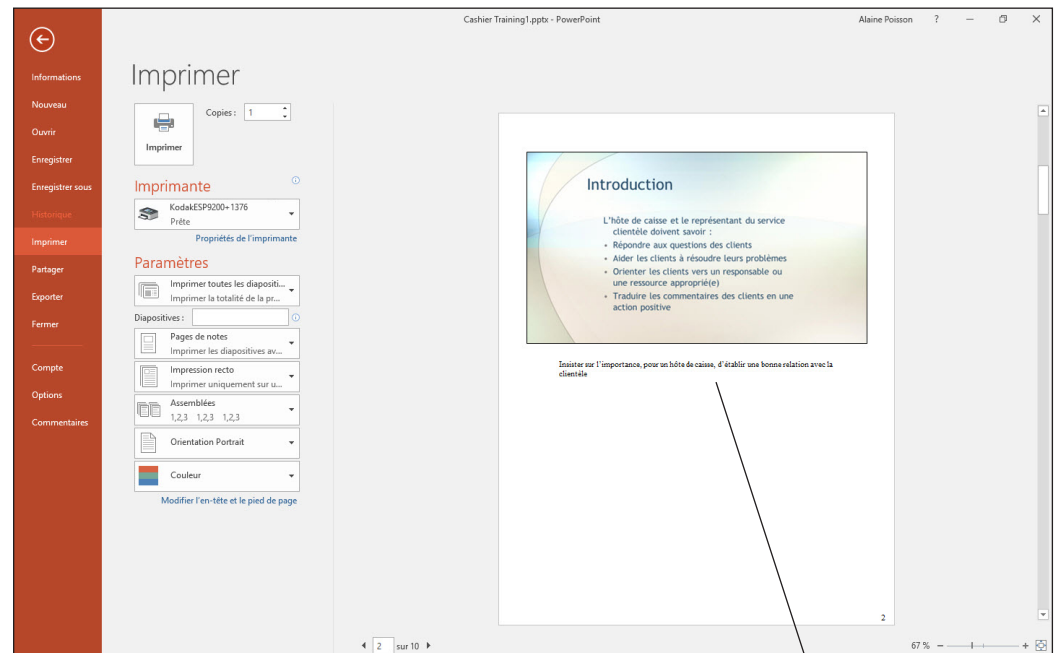 Cashier Training1.pptx - PowerPoint
Alaine Poisson
?
Informations
Nouveau
Ouvrir
Enregistrer
Enregistrer sous
Historique
Imprimer
Partager
Exporter
Fermer
Compte
Options
Commentaires
Imprimer
Copies : 1
Imprimer
Imprimante
KodakESP9200+1376
Prête
Propriétés de l'imprimante
Paramètres
Imprimer toutes les diapositi...
Imprimer la totalité de la pr...
Diapositives :
Pages de notes
Imprimer les diapositives av...
Impression recto
Imprimer uniquement sur u...
Assemblées
1,2,3 1,2,3 1,2,3
Orientation Portrait
Couleur
Modifier l'en-tête et le pied de page
Introduction
L'hôte de caisse et le représentant du service
clientèle doivent savoir :
• Répondre aux questions des clients
• Aider les clients à résoudre leurs problèmes
• Orienter les clients vers un responsable ou
une ressource approprié(e)
• Traduire les commentaires des clients en une
action positive
Insister sur l'importance, pour un hôte de caisse, d'établir une bonne relation avec la
clientèle
2
2 sur 10
67 %